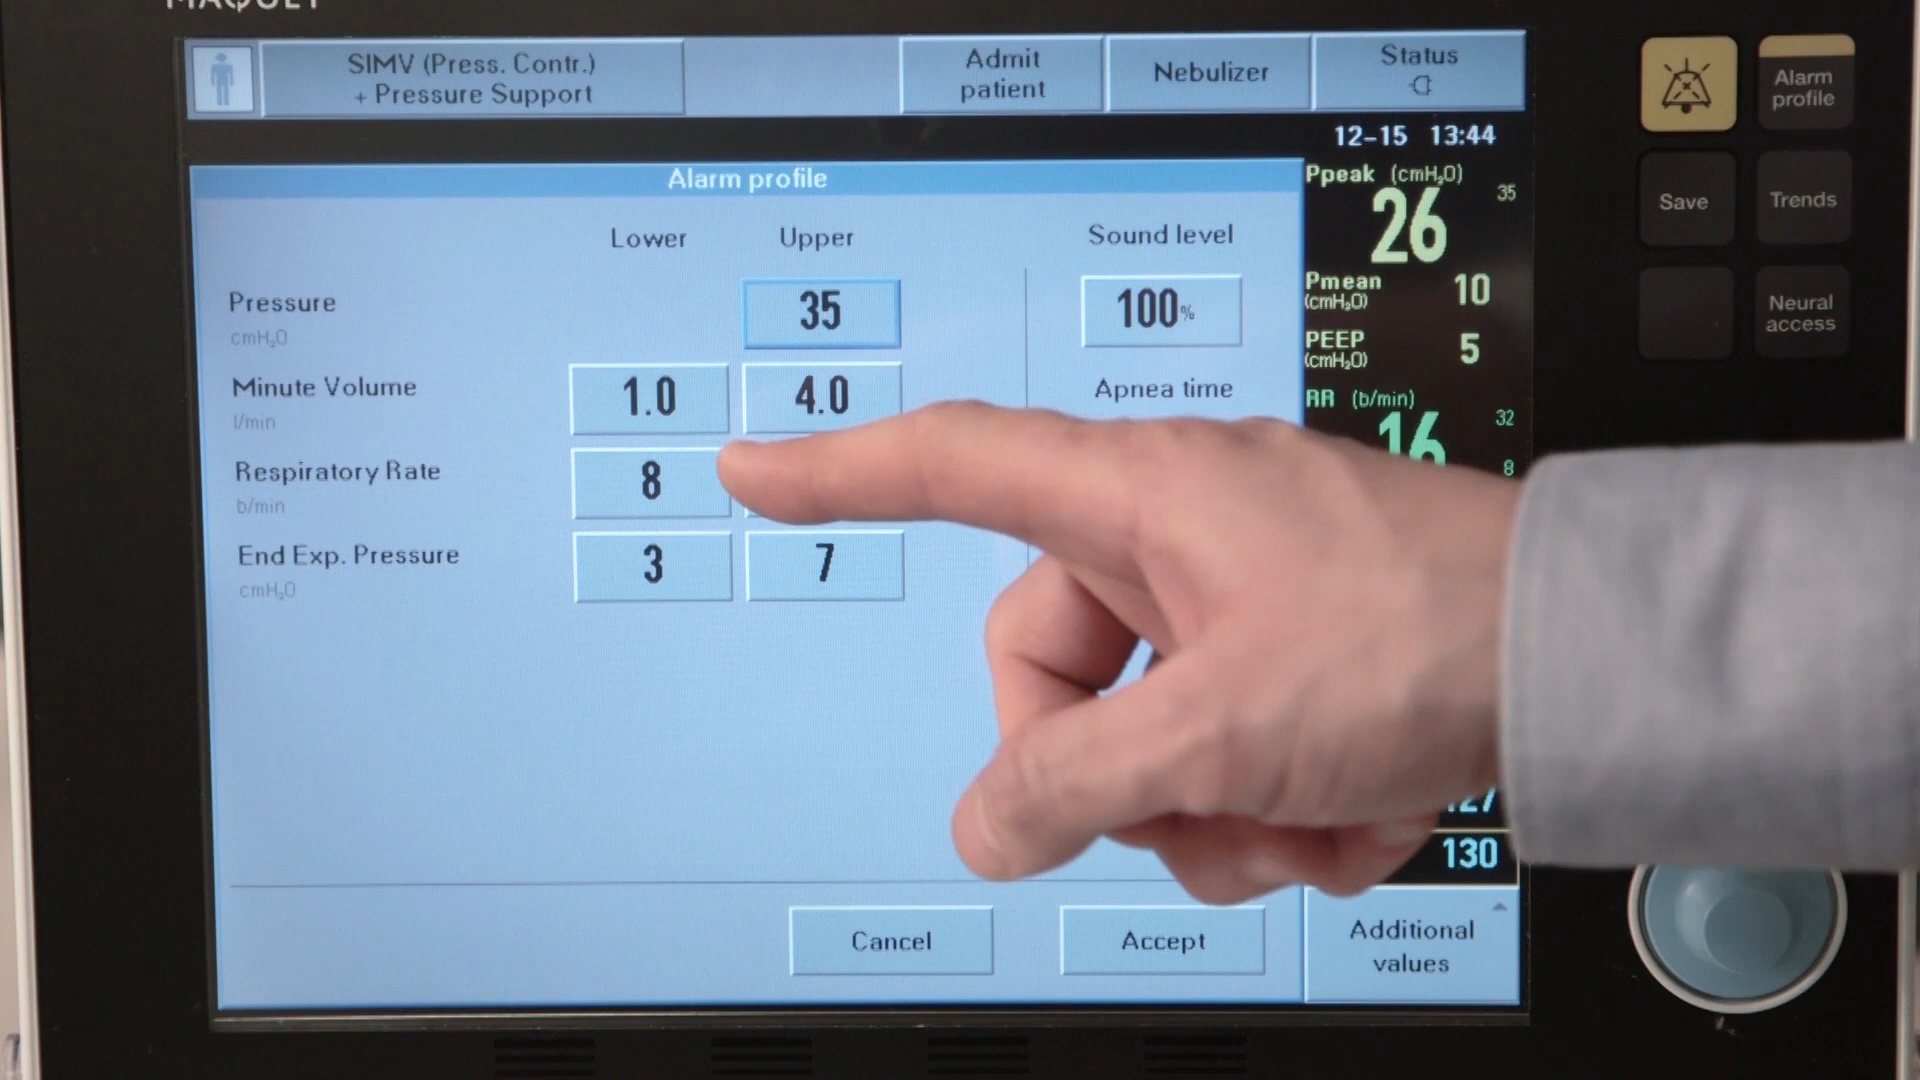 MAQUET
SIMV (Press. Contr.)
+ Pressure Support
Admit
patient
Nebulizer
Status
Alarm
profile
12-15 13:44
Alarm profile
Ppeak (cmH₂O)
26
35
Save
Trends
Lower
Upper
Sound level
Pressure
cmH₂O
35
100%
Pmean
(cmH₂O)
10
Neural
access
PEEP
(cmH₂O)
5
Minute Volume
l/min
1.0
4.0
Apnea time
RR (b/min)
16
32
8
Respiratory Rate
b/min
8
End Exp. Pressure
cmH₂O
3
7
127
130
Cancel
Accept
Additional
values